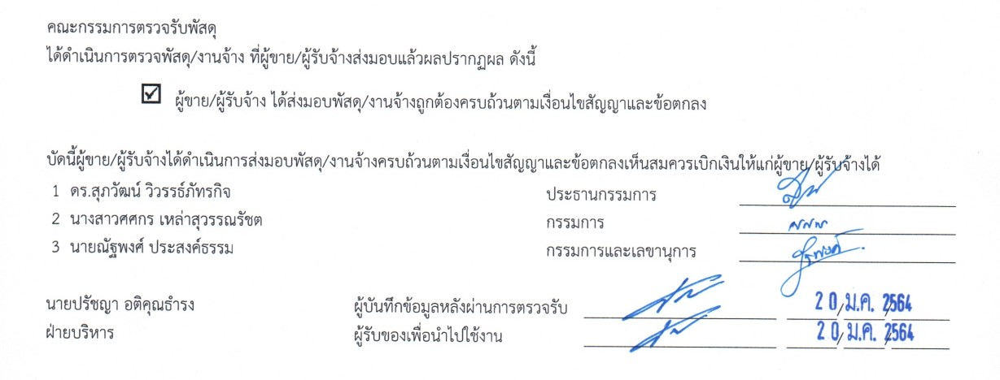 คณะกรรมการตรวจรับพัสดุ
ได้ดำเนินการตรวจพัสดุ/งานจ้าง ที่ผู้ขาย/ผู้รับจ้างส่งมอบแล้วผลปรากฏผล ดังนี้
ผู้ขาย/ผู้รับจ้าง ได้ส่งมอบพัสดุ/งานจ้างถูกต้องครบถ้วนตามเงื่อนไขสัญญาและข้อตกลง
บัดนี้ผู้ขาย/ผู้รับจ้างได้ดำเนินการส่งมอบพัสดุ/งานจ้างครบถ้วนตามเงื่อนไขสัญญาและข้อตกลงเห็นสมควรเบิกเงินให้แก่ผู้ขาย/ผู้รับจ้างได้
1 ดร.สุภวัฒน์ วิวรรธ์ภัทรกิจ ประธานกรรมการ
2 นางสาวศศกร เหล่าสุวรรณรัชต กรรมการ
3 นายณัฐพงศ์ ประสงค์ธรรม กรรมการและเลขานุการ
นายปรัชญา อติคุณธำรง ผู้บันทึกข้อมูลหลังผ่านการตรวจรับ 20/ม.ค./2564
ฝ่ายบริหาร ผู้รับของเพื่อนำไปใช้งาน 20/ม.ค./2564